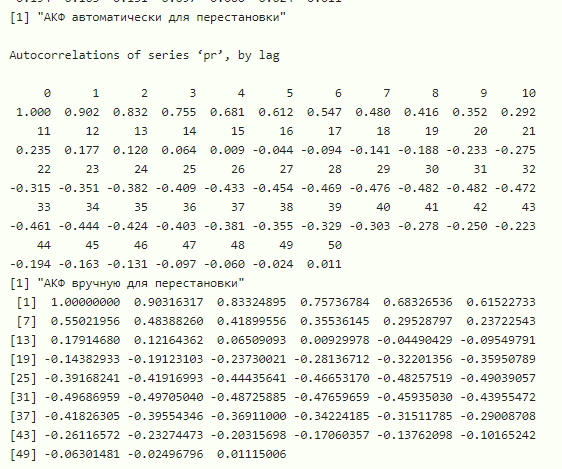 [1] "АКФ автоматически для перестановки"
Autocorrelations of series ‘pr’, by lag
0 1 2 3 4 5 6 7 8 9 10
1.000 0.902 0.832 0.755 0.681 0.612 0.547 0.480 0.416 0.352 0.292
11 12 13 14 15 16 17 18 19 20 21
0.235 0.177 0.120 0.064 0.009 -0.044 -0.094 -0.141 -0.188 -0.233 -0.275
22 23 24 25 26 27 28 29 30 31 32
-0.315 -0.351 -0.382 -0.409 -0.433 -0.454 -0.469 -0.476 -0.482 -0.482 -0.472
33 34 35 36 37 38 39 40 41 42 43
-0.461 -0.444 -0.424 -0.403 -0.381 -0.355 -0.329 -0.303 -0.278 -0.250 -0.223
44 45 46 47 48 49 50
-0.194 -0.163 -0.131 -0.097 -0.060 -0.024 0.011
[1] "АКФ вручную для перестановки"
[1] 1.00000000 0.90316317 0.83324895 0.75736784 0.68326536 0.61522733
[7] 0.55021956 0.48388260 0.41899556 0.35536145 0.29528797 0.23722543
[13] 0.17914680 0.12164362 0.06509093 0.00929978 -0.04490429 -0.09549791
[19] -0.14382933 -0.19123103 -0.23730021 -0.28136712 -0.32201356 -0.35950789
[25] -0.39168241 -0.41916993 -0.44435641 -0.46653170 -0.48257519 -0.49039057
[31] -0.49686959 -0.49705040 -0.48725885 -0.47659659 -0.45935030 -0.43955472
[37] -0.41826305 -0.39554346 -0.36911000 -0.34224185 -0.31511785 -0.29008708
[43] -0.26116572 -0.23274473 -0.20315698 -0.17060357 -0.13762098 -0.10165242
[49] -0.06301481 -0.02496796 0.01115006